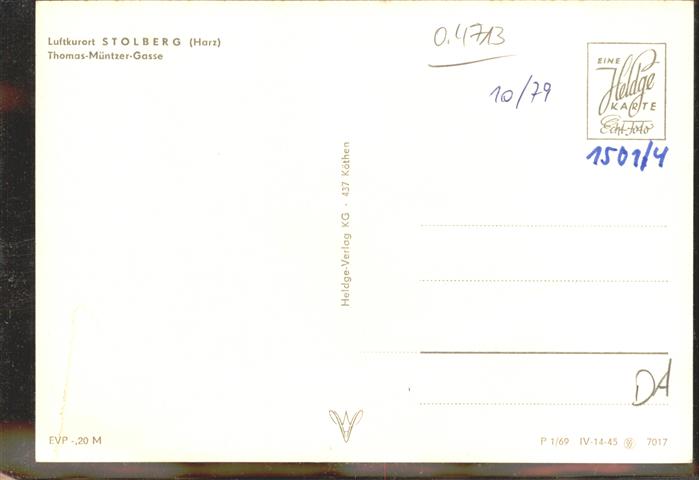 Luftkurort STOLBERG (Harz)
Thomas-Müntzer-Gasse
0.4713
10/79
EINE
Heldge
KARTE
Echt-Foto
1501/4
Heldge-Verlag KG · 437 Köthen
DA
EVP -,20 M
P 1/69 IV-14-45 7017